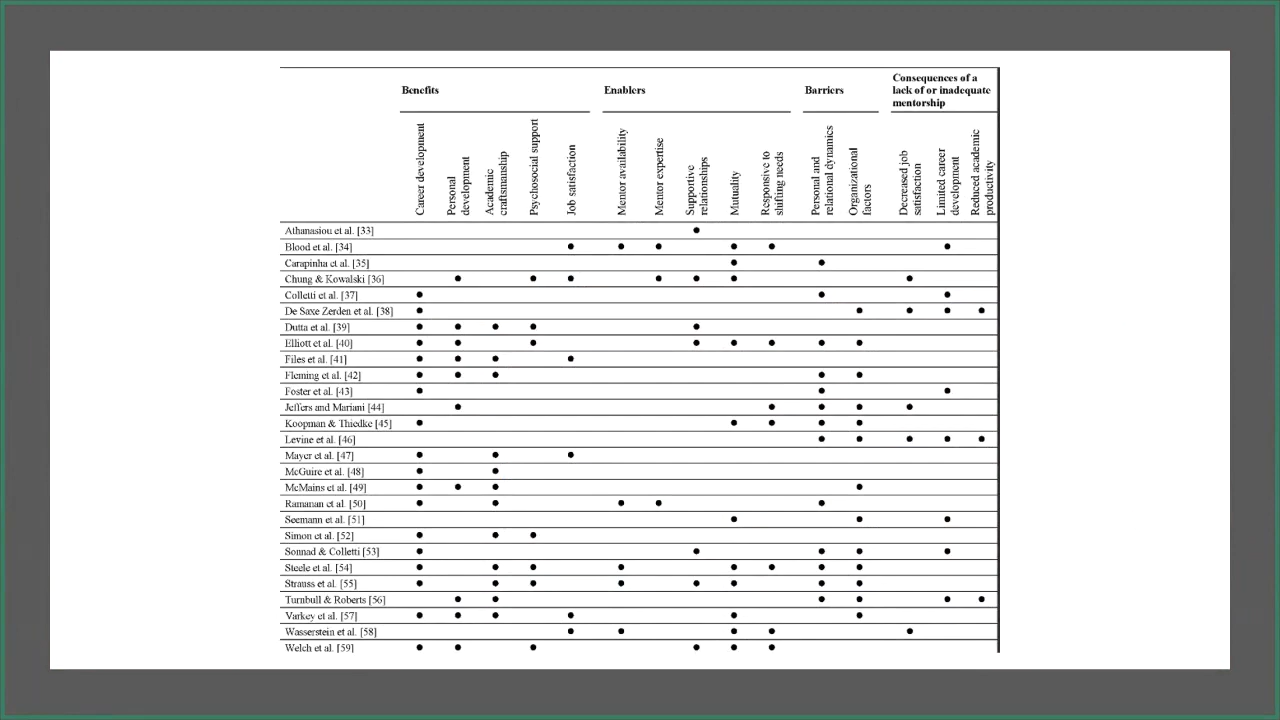 Benefits
Enablers
Barriers
Consequences of a
lack of or inadequate
mentorship
Career development
Personal
development
Academic
craftsmanship
Psychosocial support
Job satisfaction
Mentor availability
Mentor expertise
Supportive
relationships
Mutuality
Responsive to
shifting needs
Personal and
relational dynamics
Organizational
factors
Decreased job
satisfaction
Limited career
development
Reduced academic
productivity
Athanasiou et al. [33]
Blood et al. [34]
Carapinha et al. [35]
Chung & Kowalski [36]
Colletti et al. [37]
De Saxe Zerden et al. [38]
Dutta et al. [39]
Elliott et al. [40]
Files et al. [41]
Fleming et al. [42]
Foster et al. [43]
Jeffers and Mariani [44]
Koopman & Thiedke [45]
Levine et al. [46]
Mayer et al. [47]
McGuire et al. [48]
McMains et al. [49]
Ramanan et al. [50]
Seemann et al. [51]
Simon et al. [52]
Sonnad & Colletti [53]
Steele et al. [54]
Strauss et al. [55]
Turnbull & Roberts [56]
Varkey et al. [57]
Wasserstein et al. [58]
Welch et al. [59]